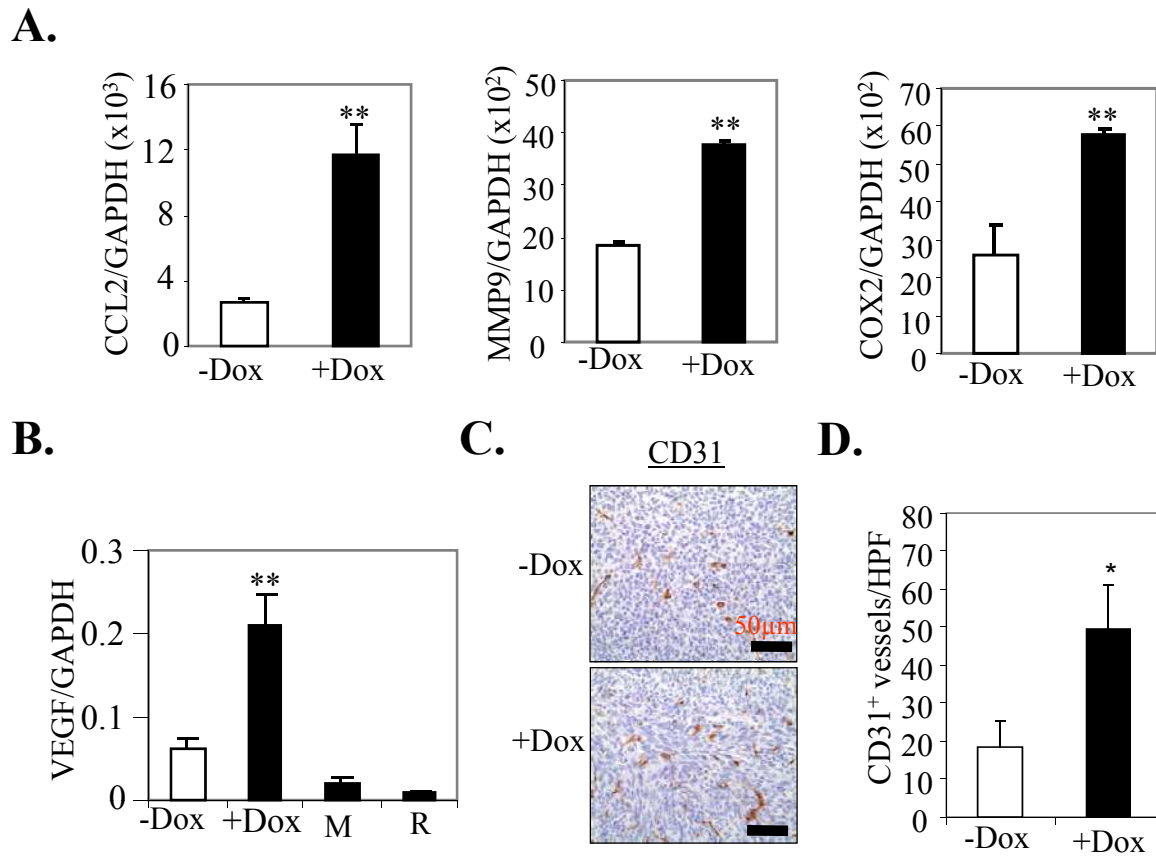 A.
CCL2/GAPDH (x10³)
16
12
8
4
0
**
-Dox
+Dox
MMP9/GAPDH (x10²)
50
40
30
20
10
0
**
-Dox
+Dox
COX2/GAPDH (x10²)
70
60
50
40
30
20
10
0
**
-Dox
+Dox
B.
VEGF/GAPDH
0.3
0.2
0.1
0
**
-Dox
+Dox
M
R
C.
CD31
-Dox
50µm
+Dox
D.
CD31⁺ vessels/HPF
80
70
60
50
40
30
20
10
0
*
-Dox
+Dox